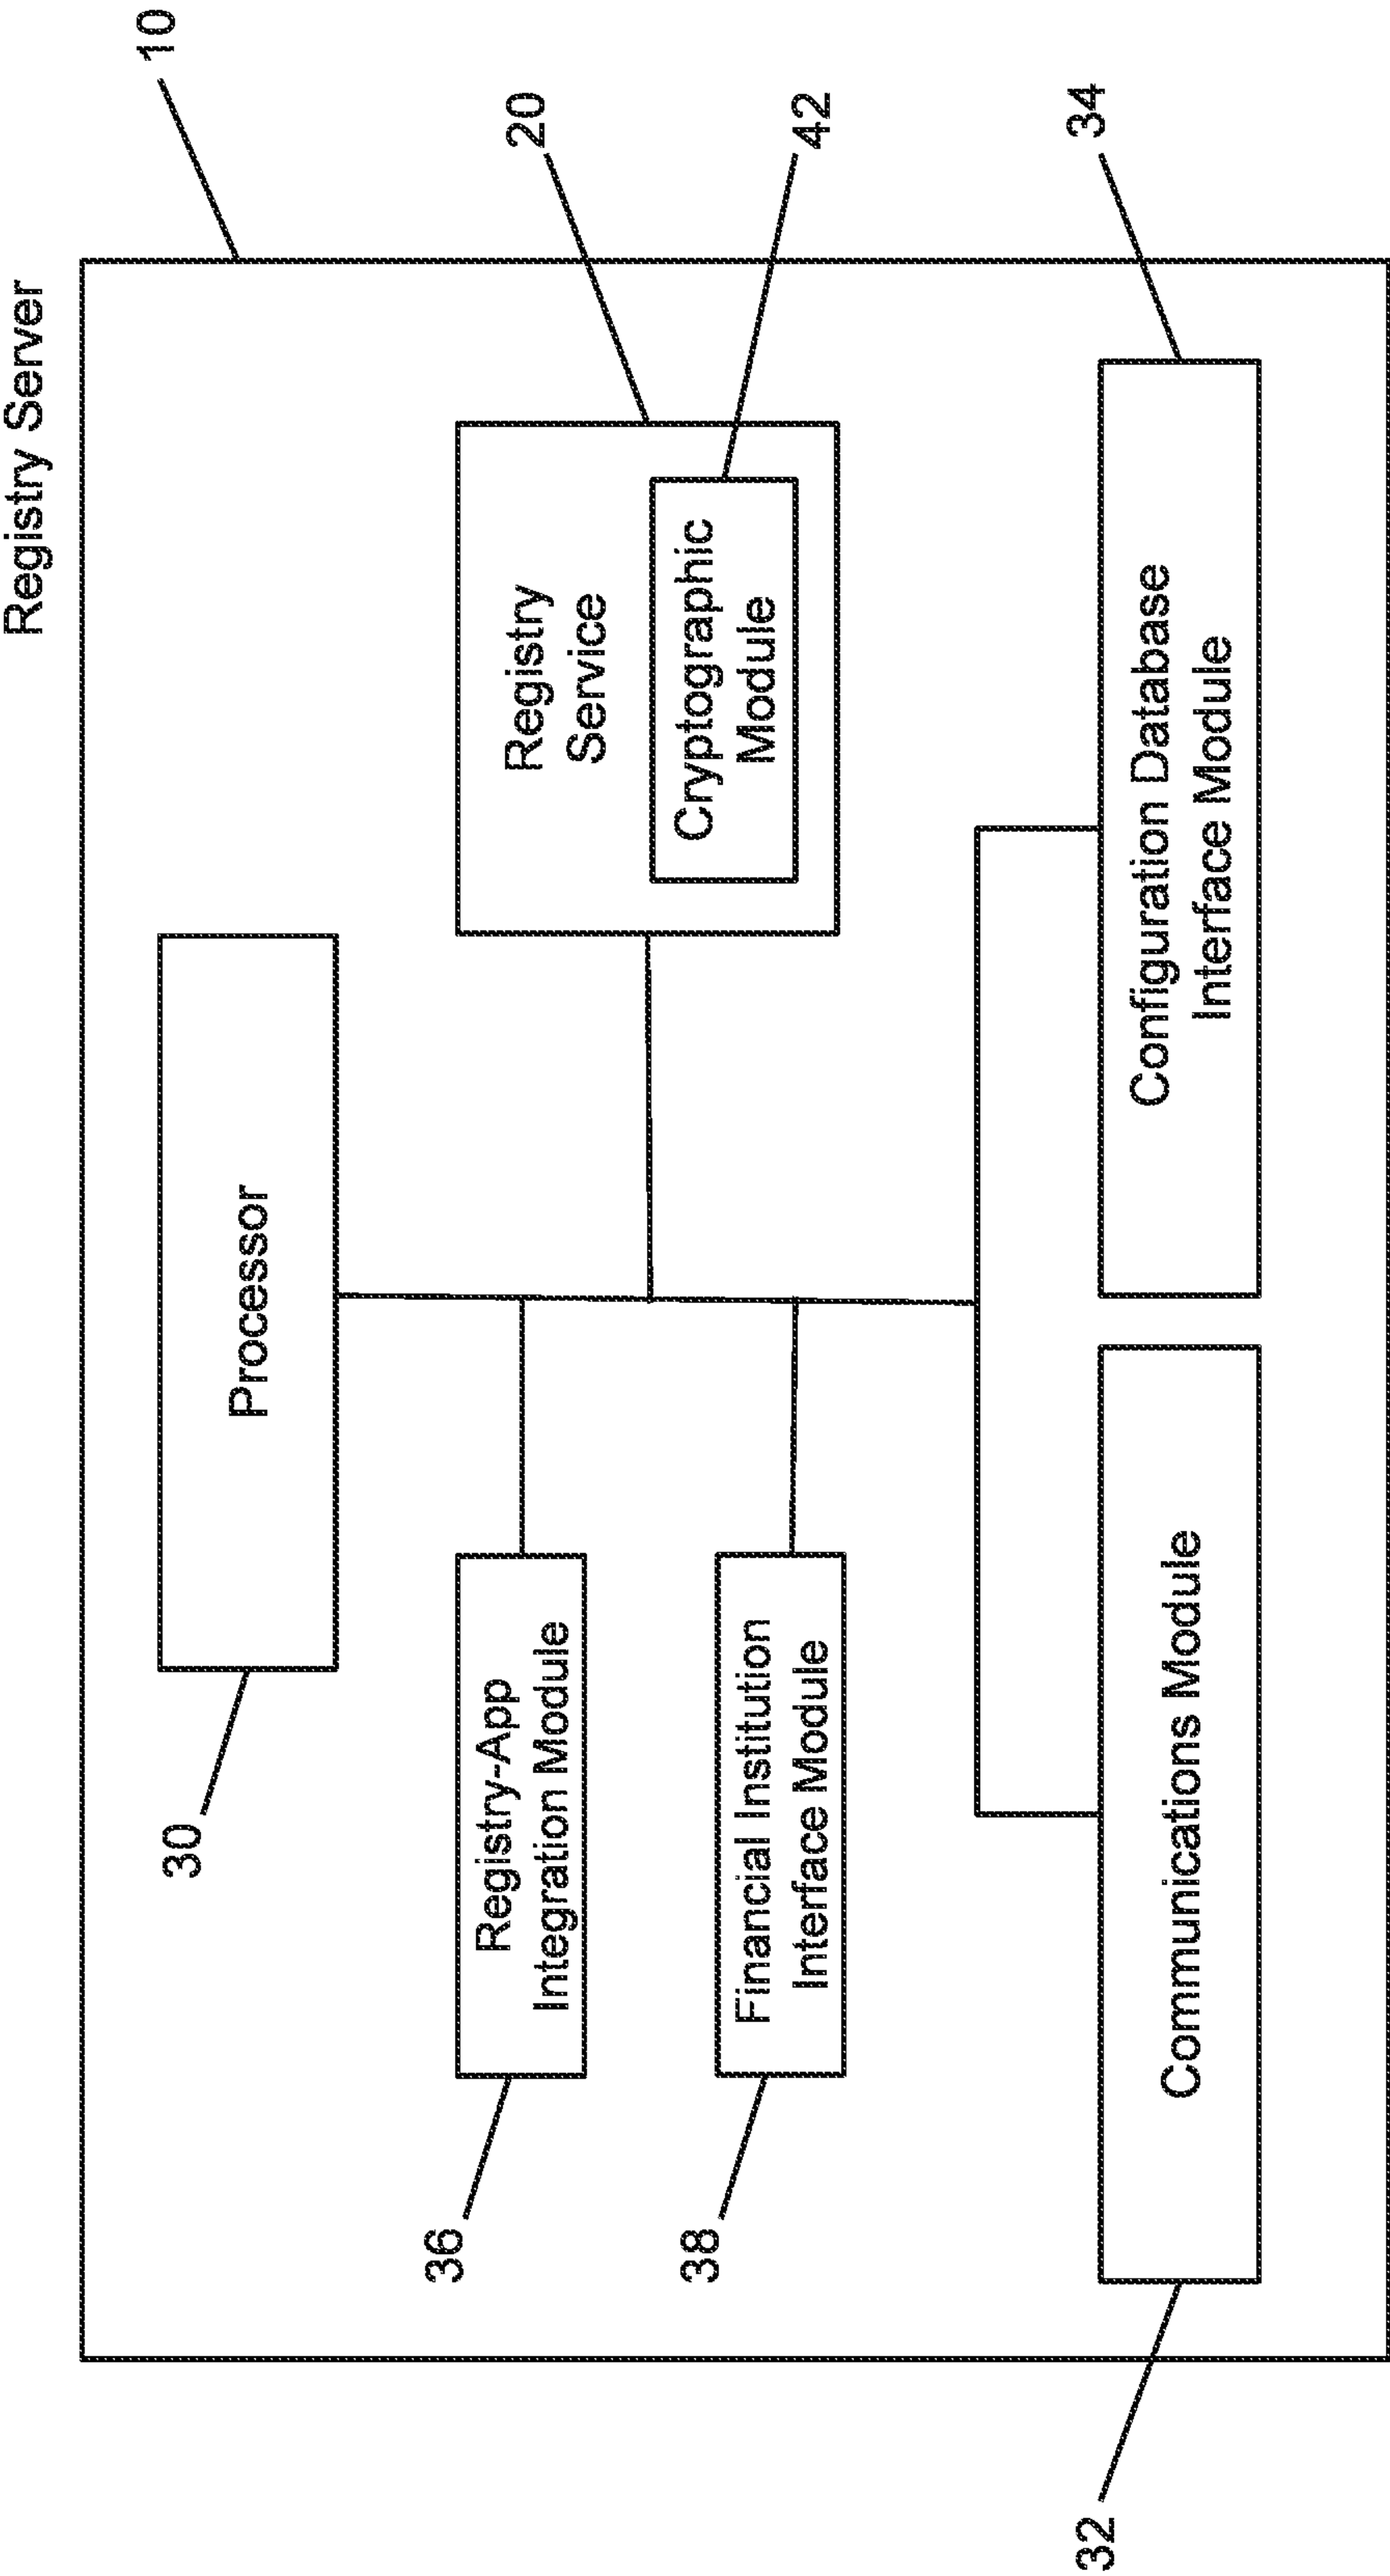 Registry Server
10
Processor
30
Registry-App
Integration Module
36
Registry
Service
20
Cryptographic
Module
42
Financial Institution
Interface Module
38
Communications Module
32
Configuration Database
Interface Module
34